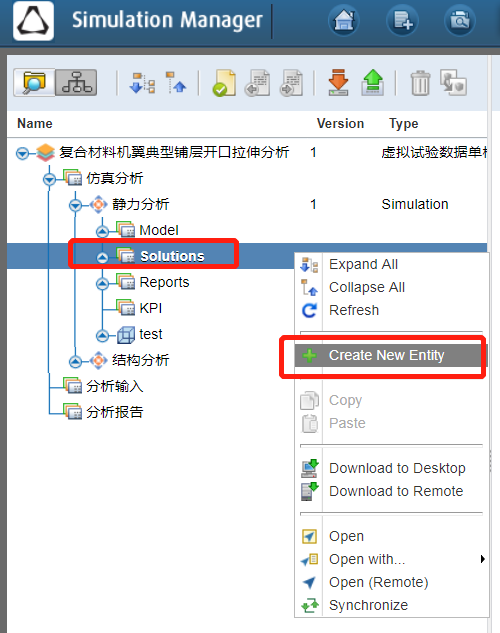 Simulation Manager
Name Version Type
复合材料机翼典型铺层开口拉伸分析 1 虚拟试验数据单
仿真分析
静力分析 1 Simulation
Model
Solutions
Reports
KPI
test
结构分析
分析输入
分析报告
Expand All
Collapse All
Refresh
Create New Entity
Copy
Paste
Download to Desktop
Download to Remote
Open
Open with...
Open (Remote)
Synchronize